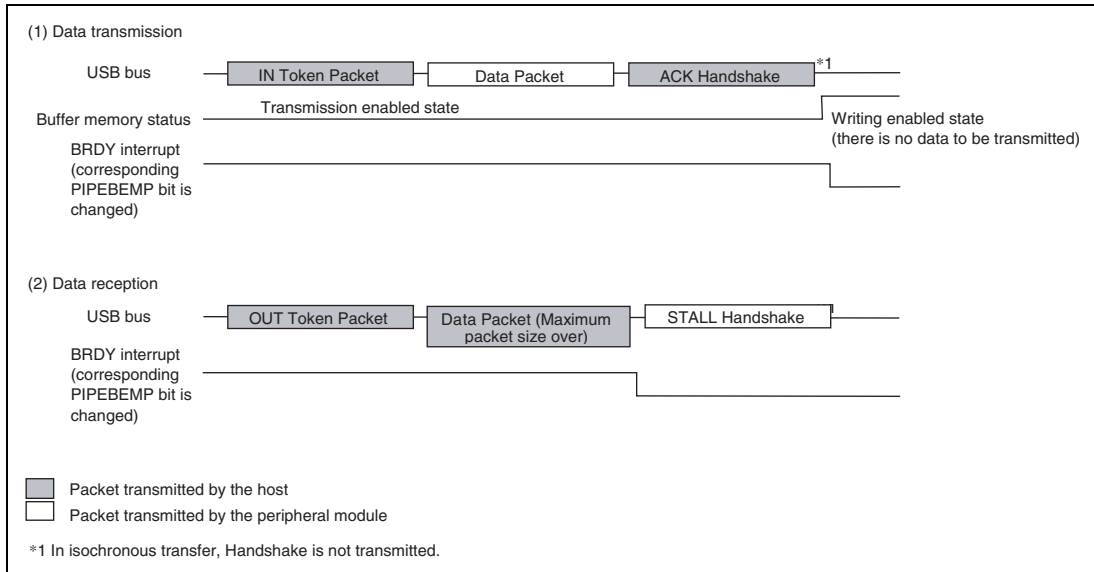 (1) Data transmission
USB bus
IN Token Packet
Data Packet
ACK Handshake
*1
Buffer memory status
Transmission enabled state
Writing enabled state
(there is no data to be transmitted)
BRDY interrupt
(corresponding
PIPEBEMP bit is
changed)
(2) Data reception
USB bus
OUT Token Packet
Data Packet (Maximum
packet size over)
STALL Handshake
BRDY interrupt
(corresponding
PIPEBEMP bit is
changed)
Packet transmitted by the host
Packet transmitted by the peripheral module
*1 In isochronous transfer, Handshake is not transmitted.